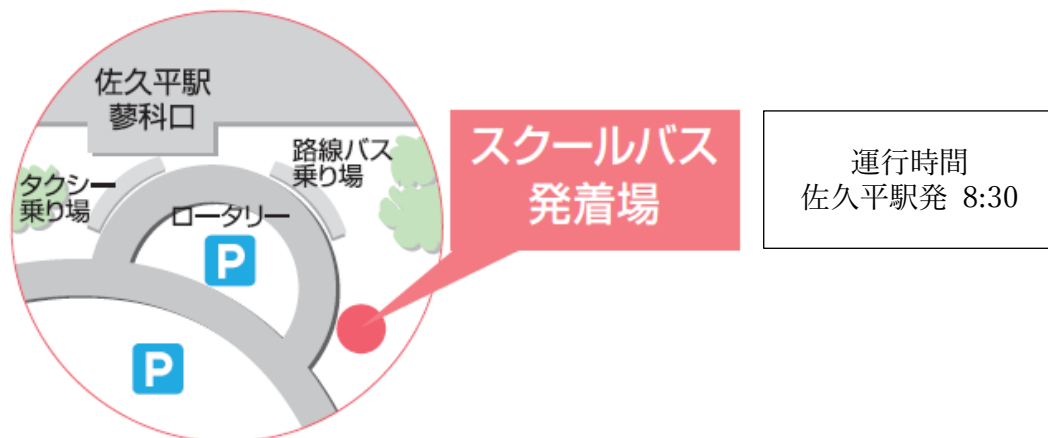 佐久平駅
蓼科口
タクシー
乗り場
ロータリー
路線バス
乗り場
P
P
スクールバス
発着場
運行時間
佐久平駅発 8:30